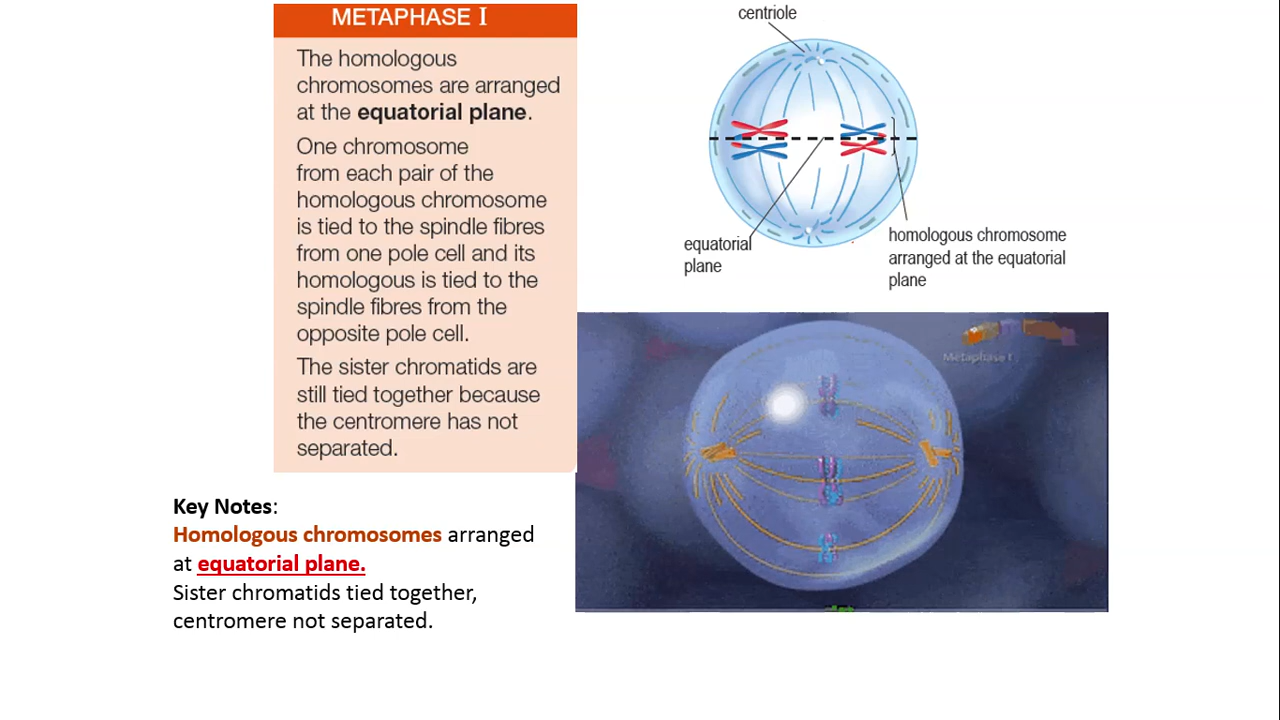 METAPHASE I
The homologous
chromosomes are arranged
at the equatorial plane.
One chromosome
from each pair of the
homologous chromosome
is tied to the spindle fibres
from one pole cell and its
homologous is tied to the
spindle fibres from the
opposite pole cell.
The sister chromatids are
still tied together because
the centromere has not
separated.
Key Notes:
Homologous chromosomes arranged
at equatorial plane.
Sister chromatids tied together,
centromere not separated.
centriole
equatorial
plane
homologous chromosome
arranged at the equatorial
plane
Metaphase I